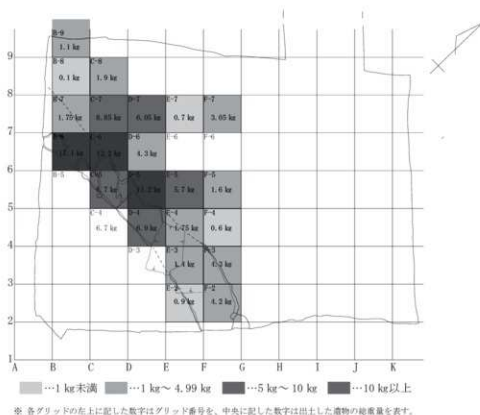 B-9
1.1 kg
9
B-8 C-8
0.1 kg 1.9 kg
8
B-7 C-7 D-7 E-7 F-7
1.75 kg 8.85 kg 6.05 kg 0.7 kg 3.05 kg
7
C-6 D-6 E-6 F-6
12.2 kg 4.3 kg
6
B-5 C-5 D-5 E-5 F-5
11.2 kg 5.7 kg 1.6 kg
5
C-4 D-4 E-4 F-4
6.7 kg 1.75 kg 0.6 kg
4
D-3 E-3 F-3
1.4 kg 4.3 kg
3
E-2 F-2
0.9 kg 4.2 kg
2
1
A B C D E F G H I J K
…1 kg未満 …1 kg～ 4.99 kg …5 kg～ 10 kg …10 kg以上
※ 各グリッドの左上に記した数字はグリッド番号を、中央に記した数字は出土した遺物の総重量を表す。